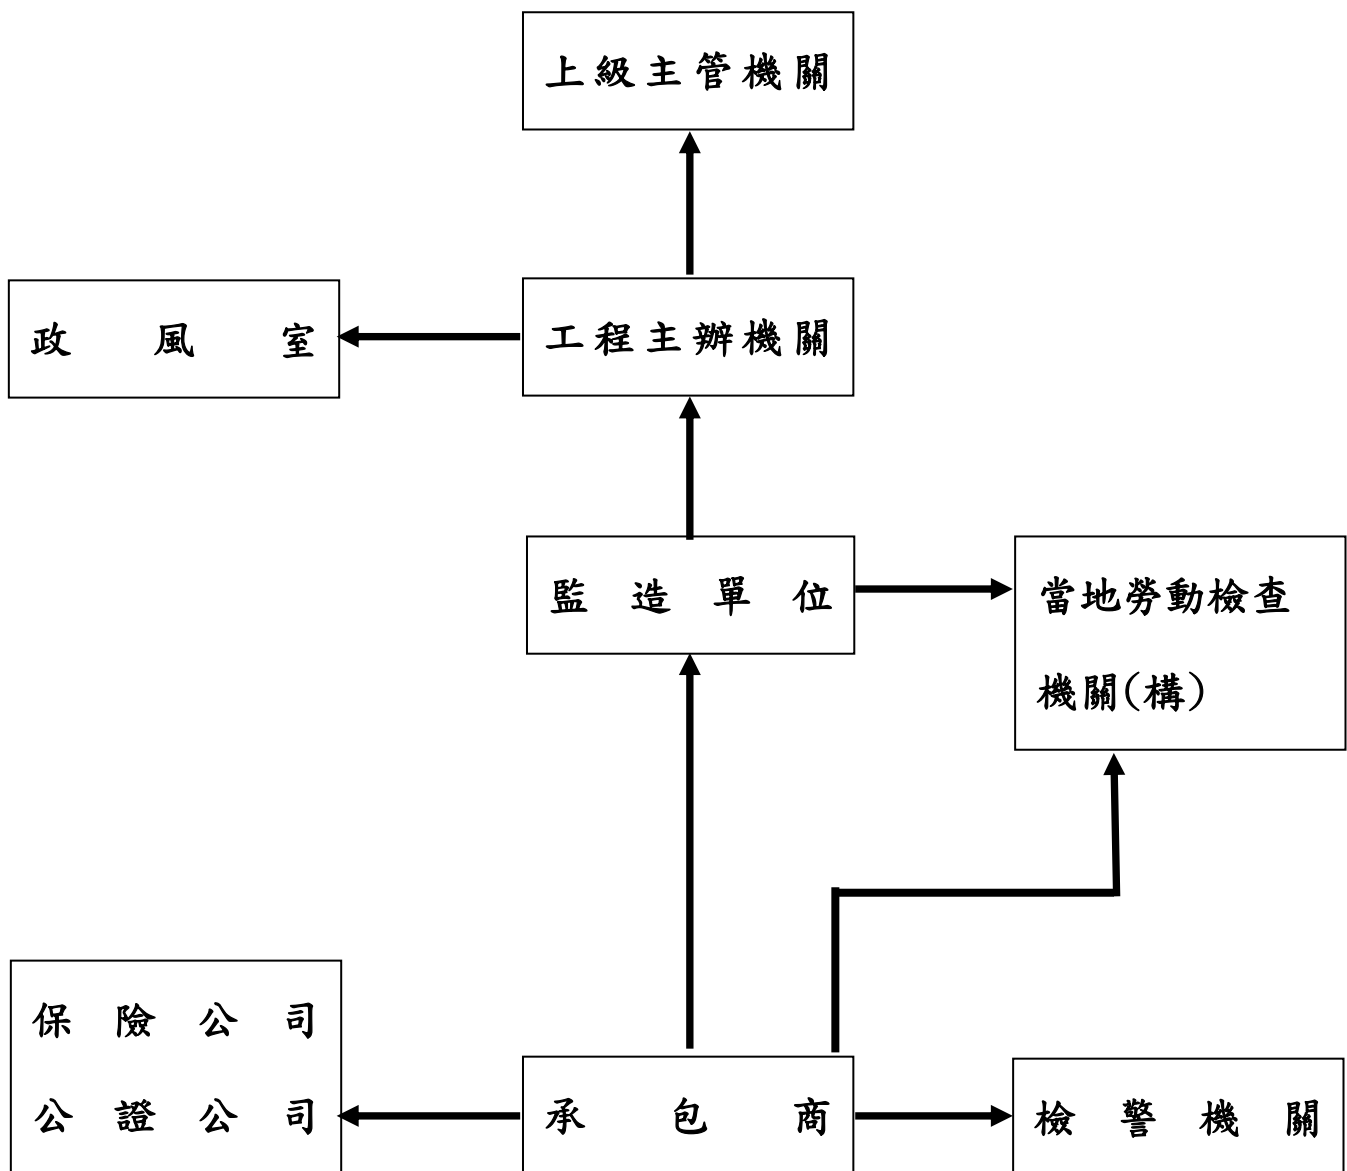 上級主管機關
政風室
工程主辦機關
監造單位
當地勞動檢查
機關(構)
保險公司
公證公司
承包商
檢警機關